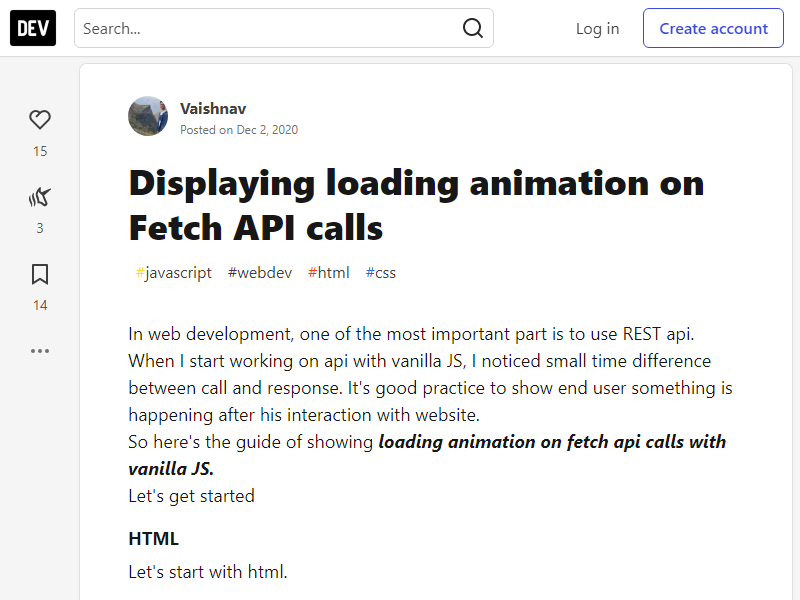 DEV
Search...
Log in
Create account
15
3
14
Vaishnav
Posted on Dec 2, 2020
Displaying loading animation on
Fetch API calls
#javascript #webdev #html #css
In web development, one of the most important part is to use REST api.
When I start working on api with vanilla JS, I noticed small time difference
between call and response. It's good practice to show end user something is
happening after his interaction with website.
So here's the guide of showing loading animation on fetch api calls with
vanilla JS.
Let's get started
HTML
Let's start with html.